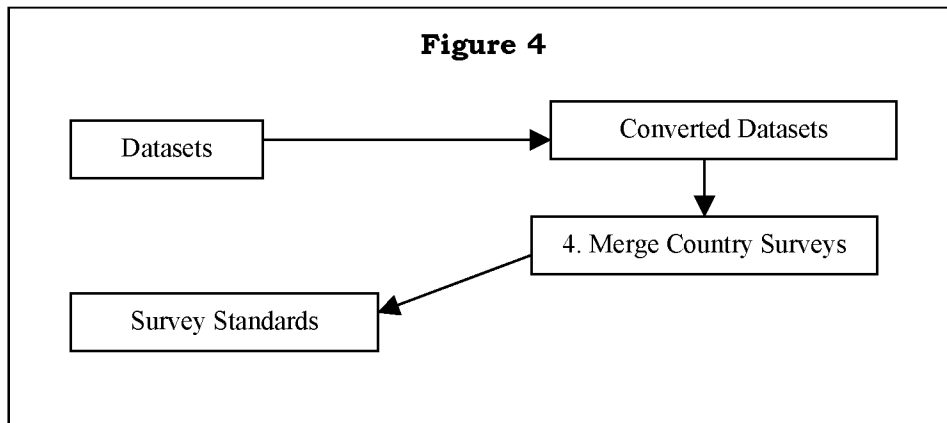 Figure 4
Datasets
Converted Datasets
4. Merge Country Surveys
Survey Standards